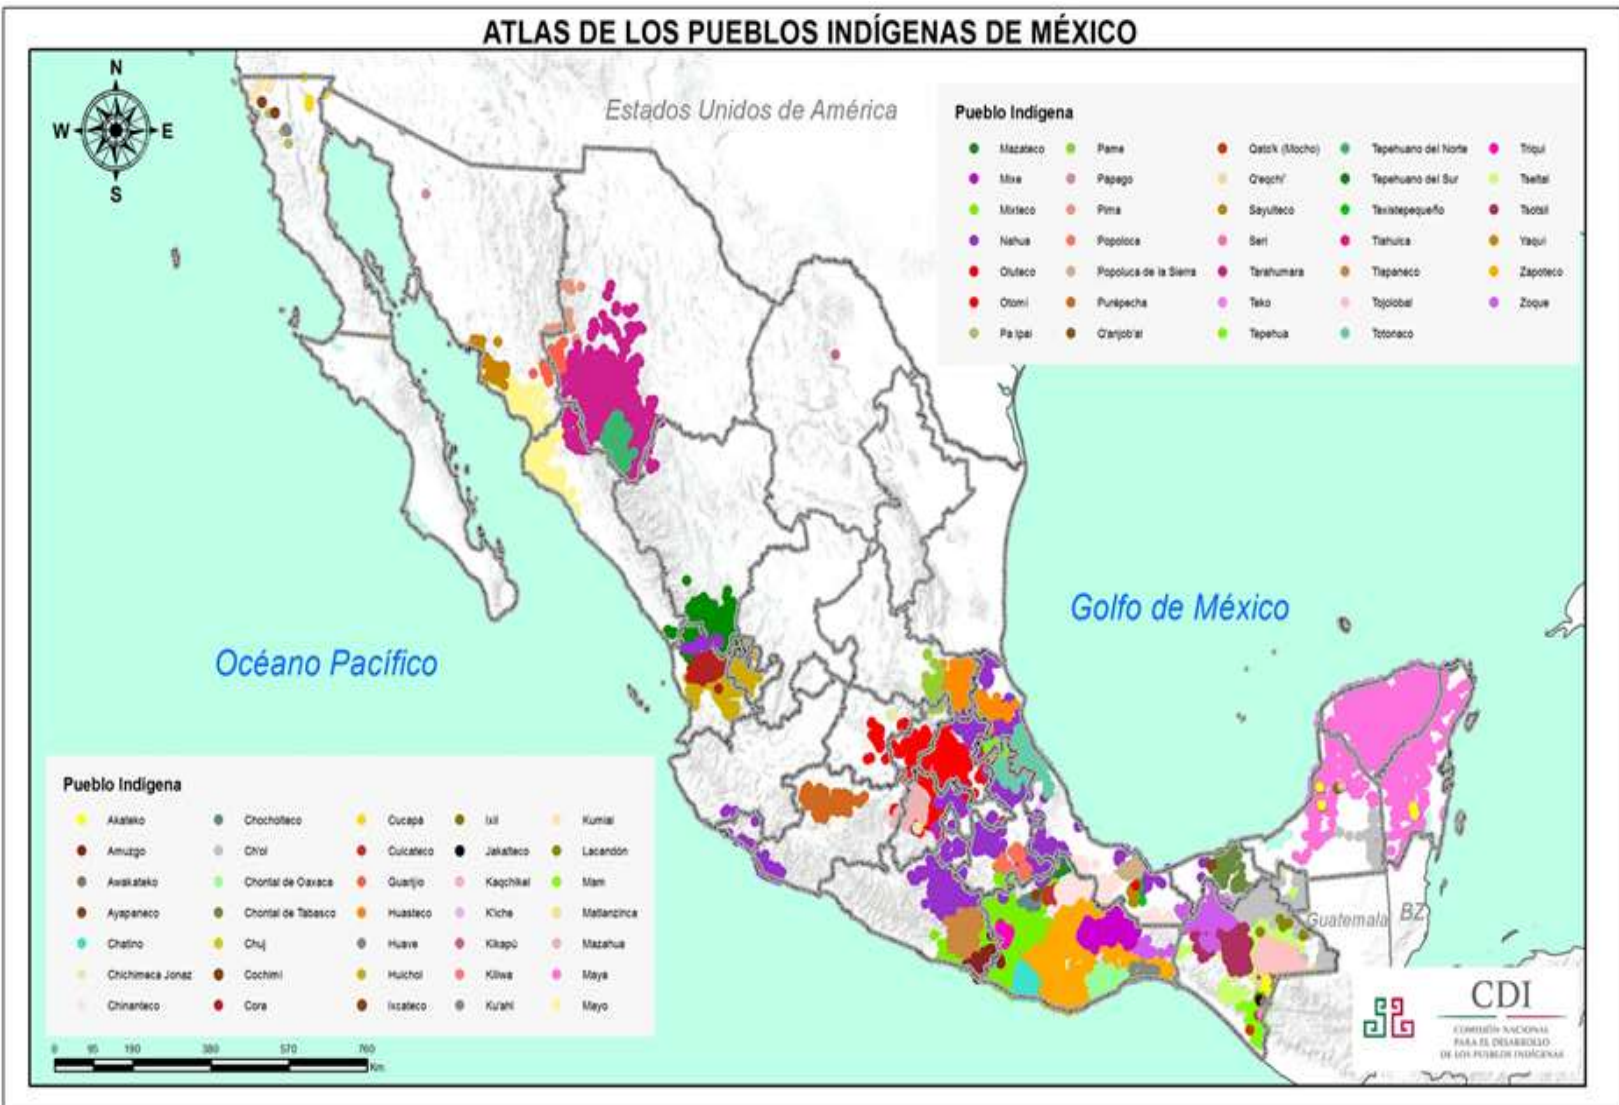 ATLAS DE LOS PUEBLOS INDÍGENAS DE MÉXICO
N
W E
S
Estados Unidos de América
Pueblo Indígena
Mazateco
Mixe
Mixteco
Nahua
Oluteco
Otomí
Pa ipai
Pame
Papago
Pima
Popoloca
Popoluca de la Sierra
Purépecha
Q'anjob'al
Qato'k (Mocho)
Q'eqchi'
Sayulteco
Seri
Tarahumara
Teko
Tepehua
Tepehuano del Norte
Tepehuano del Sur
Texistepequeño
Tlahuica
Tlapaneco
Tojolobal
Totonaco
Triqui
Tseltal
Tsotsil
Yaqui
Zapoteco
Zoque
Golfo de México
Océano Pacífico
Guatemala
BZ
Pueblo Indígena
Akateko
Amuzgo
Awakateko
Ayapaneco
Chatino
Chichimeca Jonaz
Chinanteco
Chocholteco
Ch'ol
Chontal de Oaxaca
Chontal de Tabasco
Chuj
Cochimí
Cora
Cucapa
Cuicateco
Guarijio
Huasteco
Huave
Huichol
Ixcateco
Ixil
Jakalteco
Kaqchikel
K'iche
Kikapú
Kiliwa
Ku'ahl
Kumiai
Lacandón
Mam
Matlanzinca
Mazahua
Maya
Mayo
0 95 190 380 570 760
Km
CDI
COMISIÓN NACIONAL
PARA EL DESARROLLO
DE LOS PUEBLOS INDÍGENAS